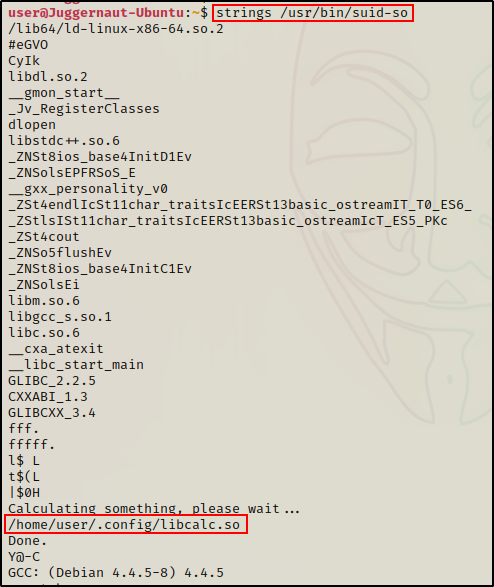 user@Juggernaut-Ubuntu:~$ strings /usr/bin/suid-so
/lib64/ld-linux-x86-64.so.2
#eGVO
CyIk
libdl.so.2
__gmon_start__
_Jv_RegisterClasses
dlopen
libstdc++.so.6
_ZNSt8ios_base4InitD1Ev
_ZNSolsEPFRSoS_E
__gxx_personality_v0
_ZSt4endlIcSt11char_traitsIcEERSt13basic_ostreamIT_T0_ES6_
_ZStlsISt11char_traitsIcEERSt13basic_ostreamIcT_ES5_PKc
_ZSt4cout
_ZNSo5flushEv
_ZNSt8ios_base4InitC1Ev
_ZNSolsEi
libm.so.6
libgcc_s.so.1
libc.so.6
__cxa_atexit
__libc_start_main
GLIBC_2.2.5
CXXABI_1.3
GLIBCXX_3.4
fff.
fffff.
l$ L
t$(L
|$0H
Calculating something, please wait...
/home/user/.config/libcalc.so
Done.
Y@-C
GCC: (Debian 4.4.5-8) 4.4.5